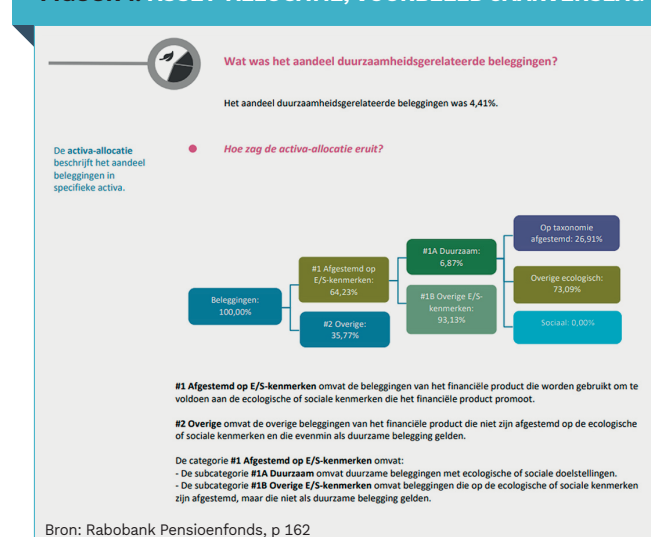 Wat was het aandeel duurzaamheidsgerelateerde beleggingen?
Het aandeel duurzaamheidsgerelateerde beleggingen was 4,41%.
De activa-allocatie
beschrijft het aandeel
beleggingen in
specifieke activa.
Hoe zag de activa-allocatie eruit?
Beleggingen:
100,00%
#1 Afgestemd op
E/S-kenmerken:
64,23%
#2 Overige:
35,77%
#1A Duurzaam:
6,87%
#1B Overige E/S-
kenmerken:
93,13%
Op taxonomie
afgestemd: 26,91%
Overige ecologisch:
73,09%
Sociaal: 0,00%
#1 Afgestemd op E/S-kenmerken omvat de beleggingen van het financiële product die worden gebruikt om te
voldoen aan de ecologische of sociale kenmerken die het financiële product promoot.
#2 Overige omvat de overige beleggingen van het financiële product die niet zijn afgestemd op de ecologische
of sociale kenmerken en die evenmin als duurzame belegging gelden.
De categorie #1 Afgestemd op E/S-kenmerken omvat:
- De subcategorie #1A Duurzaam omvat duurzame beleggingen met ecologische of sociale doelstellingen.
- De subcategorie #1B Overige E/S-kenmerken omvat beleggingen die op de ecologische of sociale kenmerken
zijn afgestemd, maar die niet als duurzame belegging gelden.
Bron: Rabobank Pensioenfonds, p 162